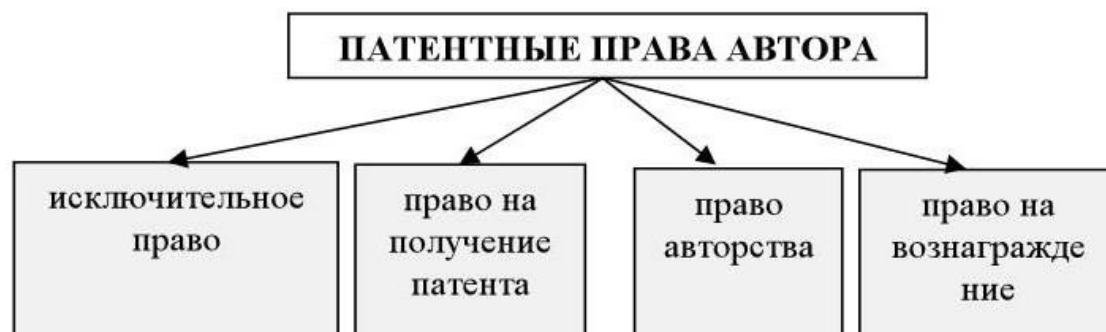 ПАТЕНТНЫЕ ПРАВА АВТОРА
исключительное
право
право на
получение
патента
право
авторства
право на
вознагражде
ние